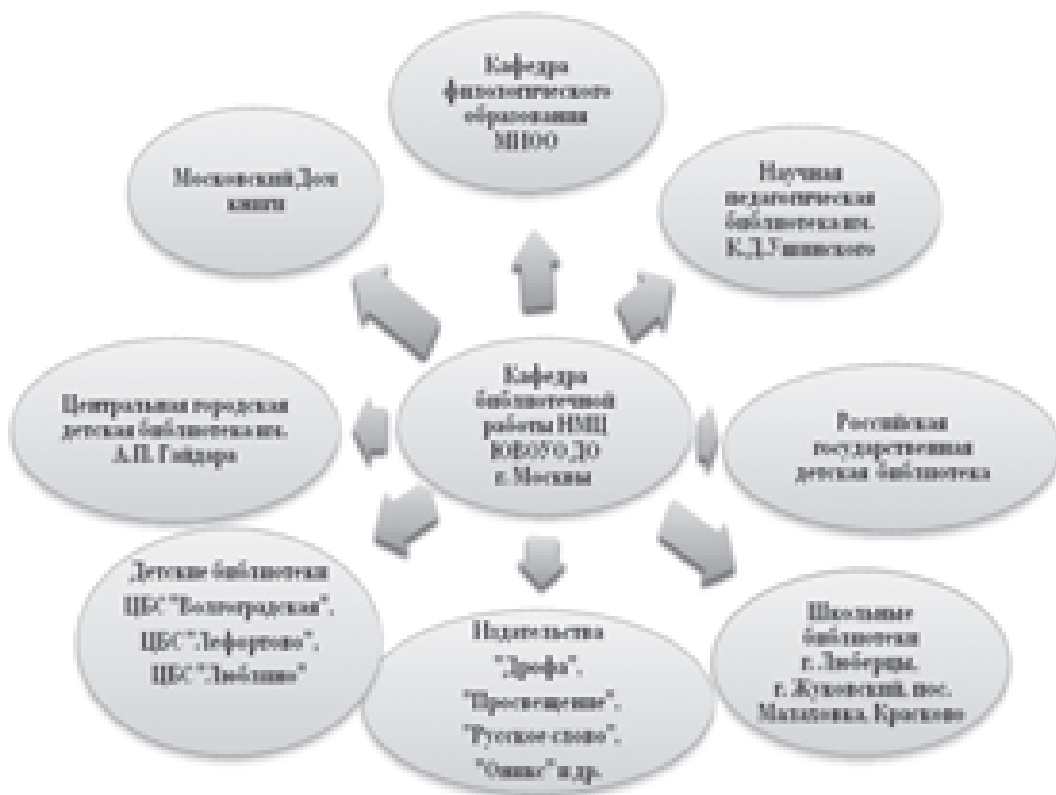 Кафедра
филологического
образования
МИОО
Московский Дом
книги
Научная
педагогическая
библиотека им.
К.Д.Ушинского
Центральная городская
детская библиотека им.
А.П. Гайдара
Кафедра
библиотечной
работы НМЦ
ЮВОУО ДО
г. Москвы
Российская
государственная
детская библиотека
Детские библиотеки
ЦБС "Волгоградская",
ЦБС "Лефортово",
ЦБС "Люблино"
Издательства
"Дрофа",
"Просвещение",
"Русское слово",
"Оникс" и др.
Школьные
библиотеки
г. Люберцы,
г. Жуковский, пос.
Малаховка, Красково